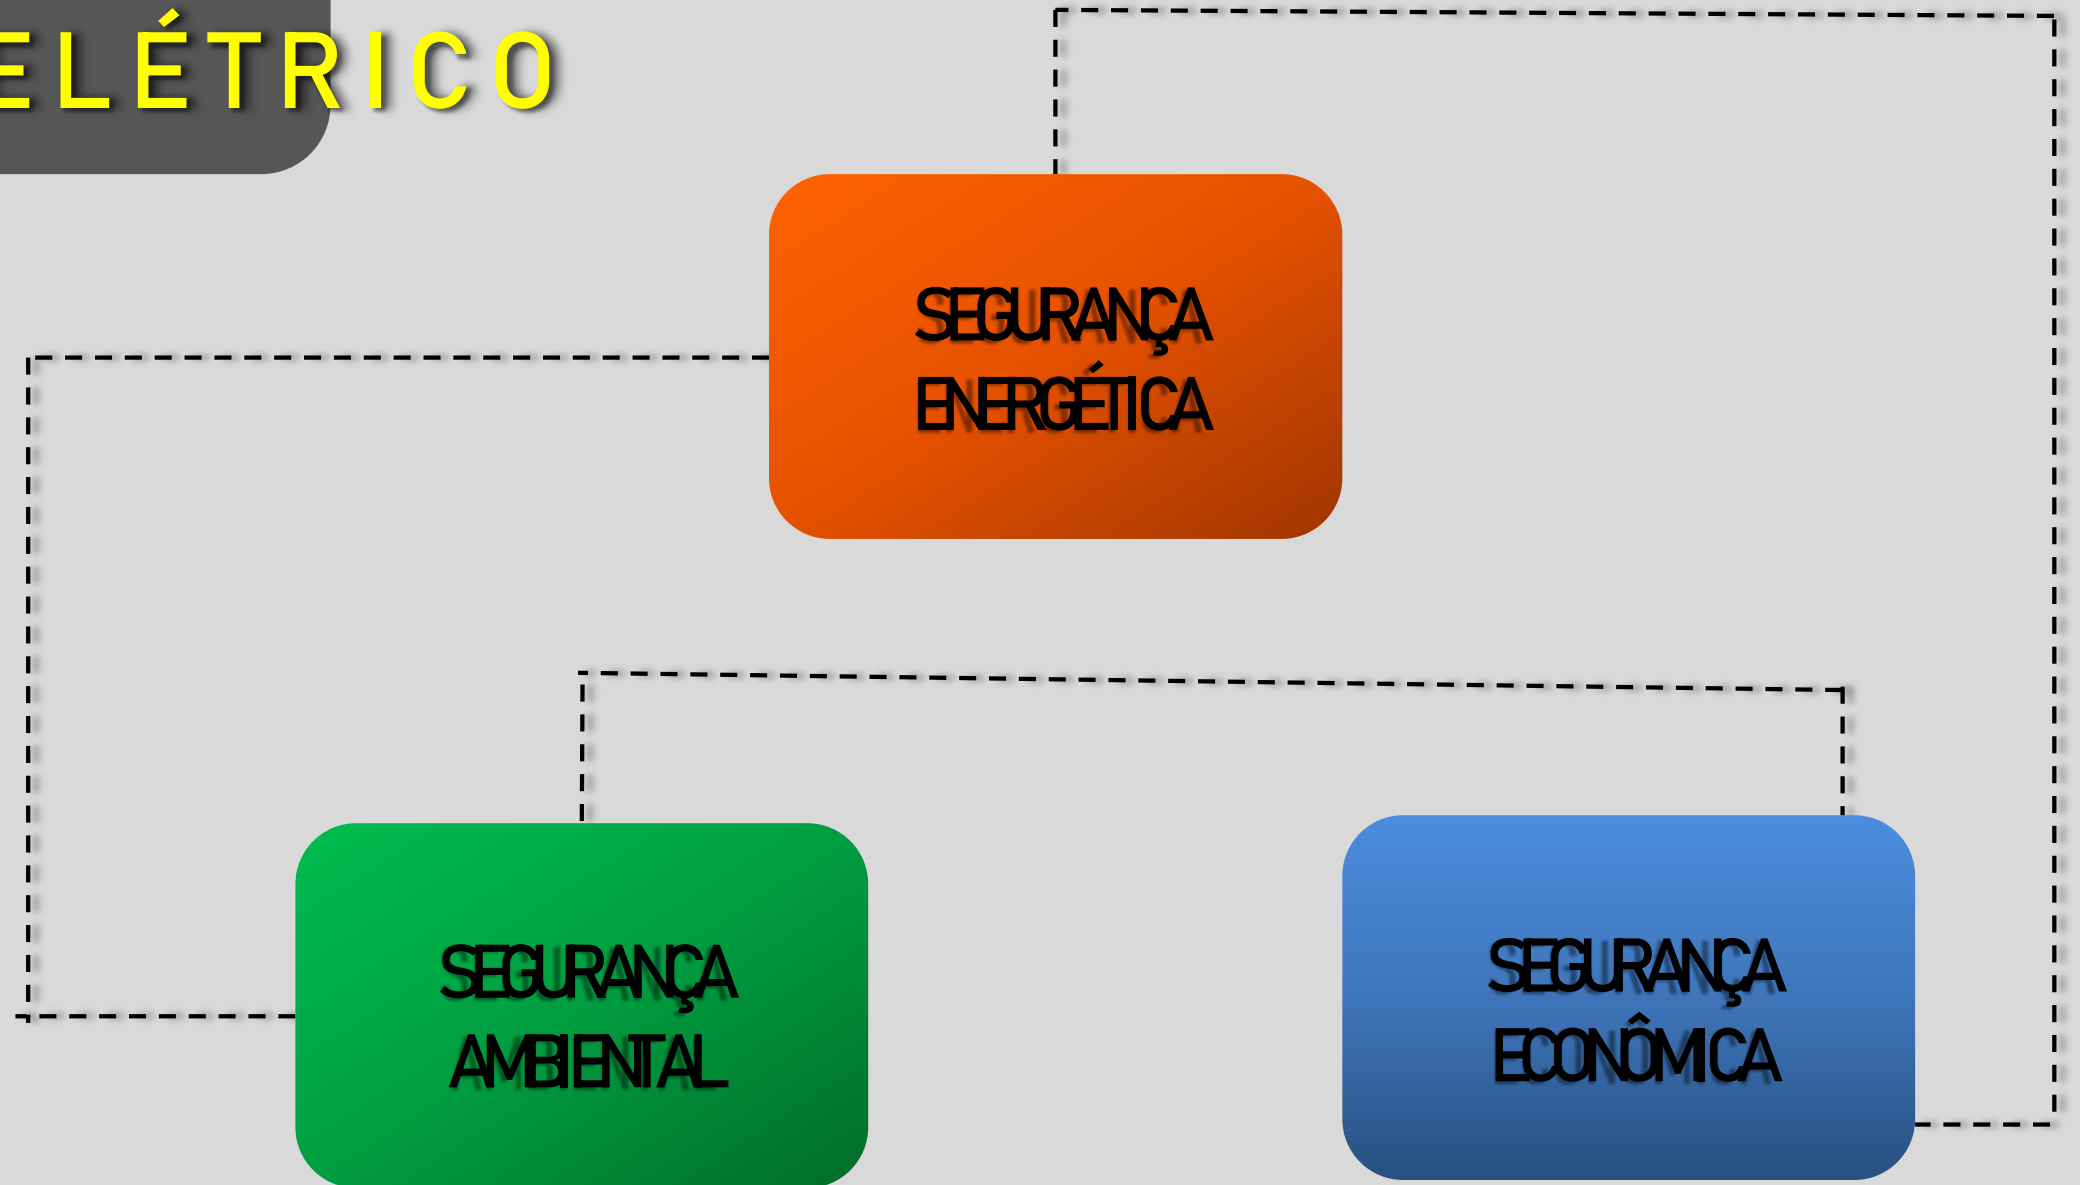 ELÉTRICO
SEGURANÇA
ENERGÉTICA
SEGURANÇA
AMBIENTAL
SEGURANÇA
ECONÔMICA